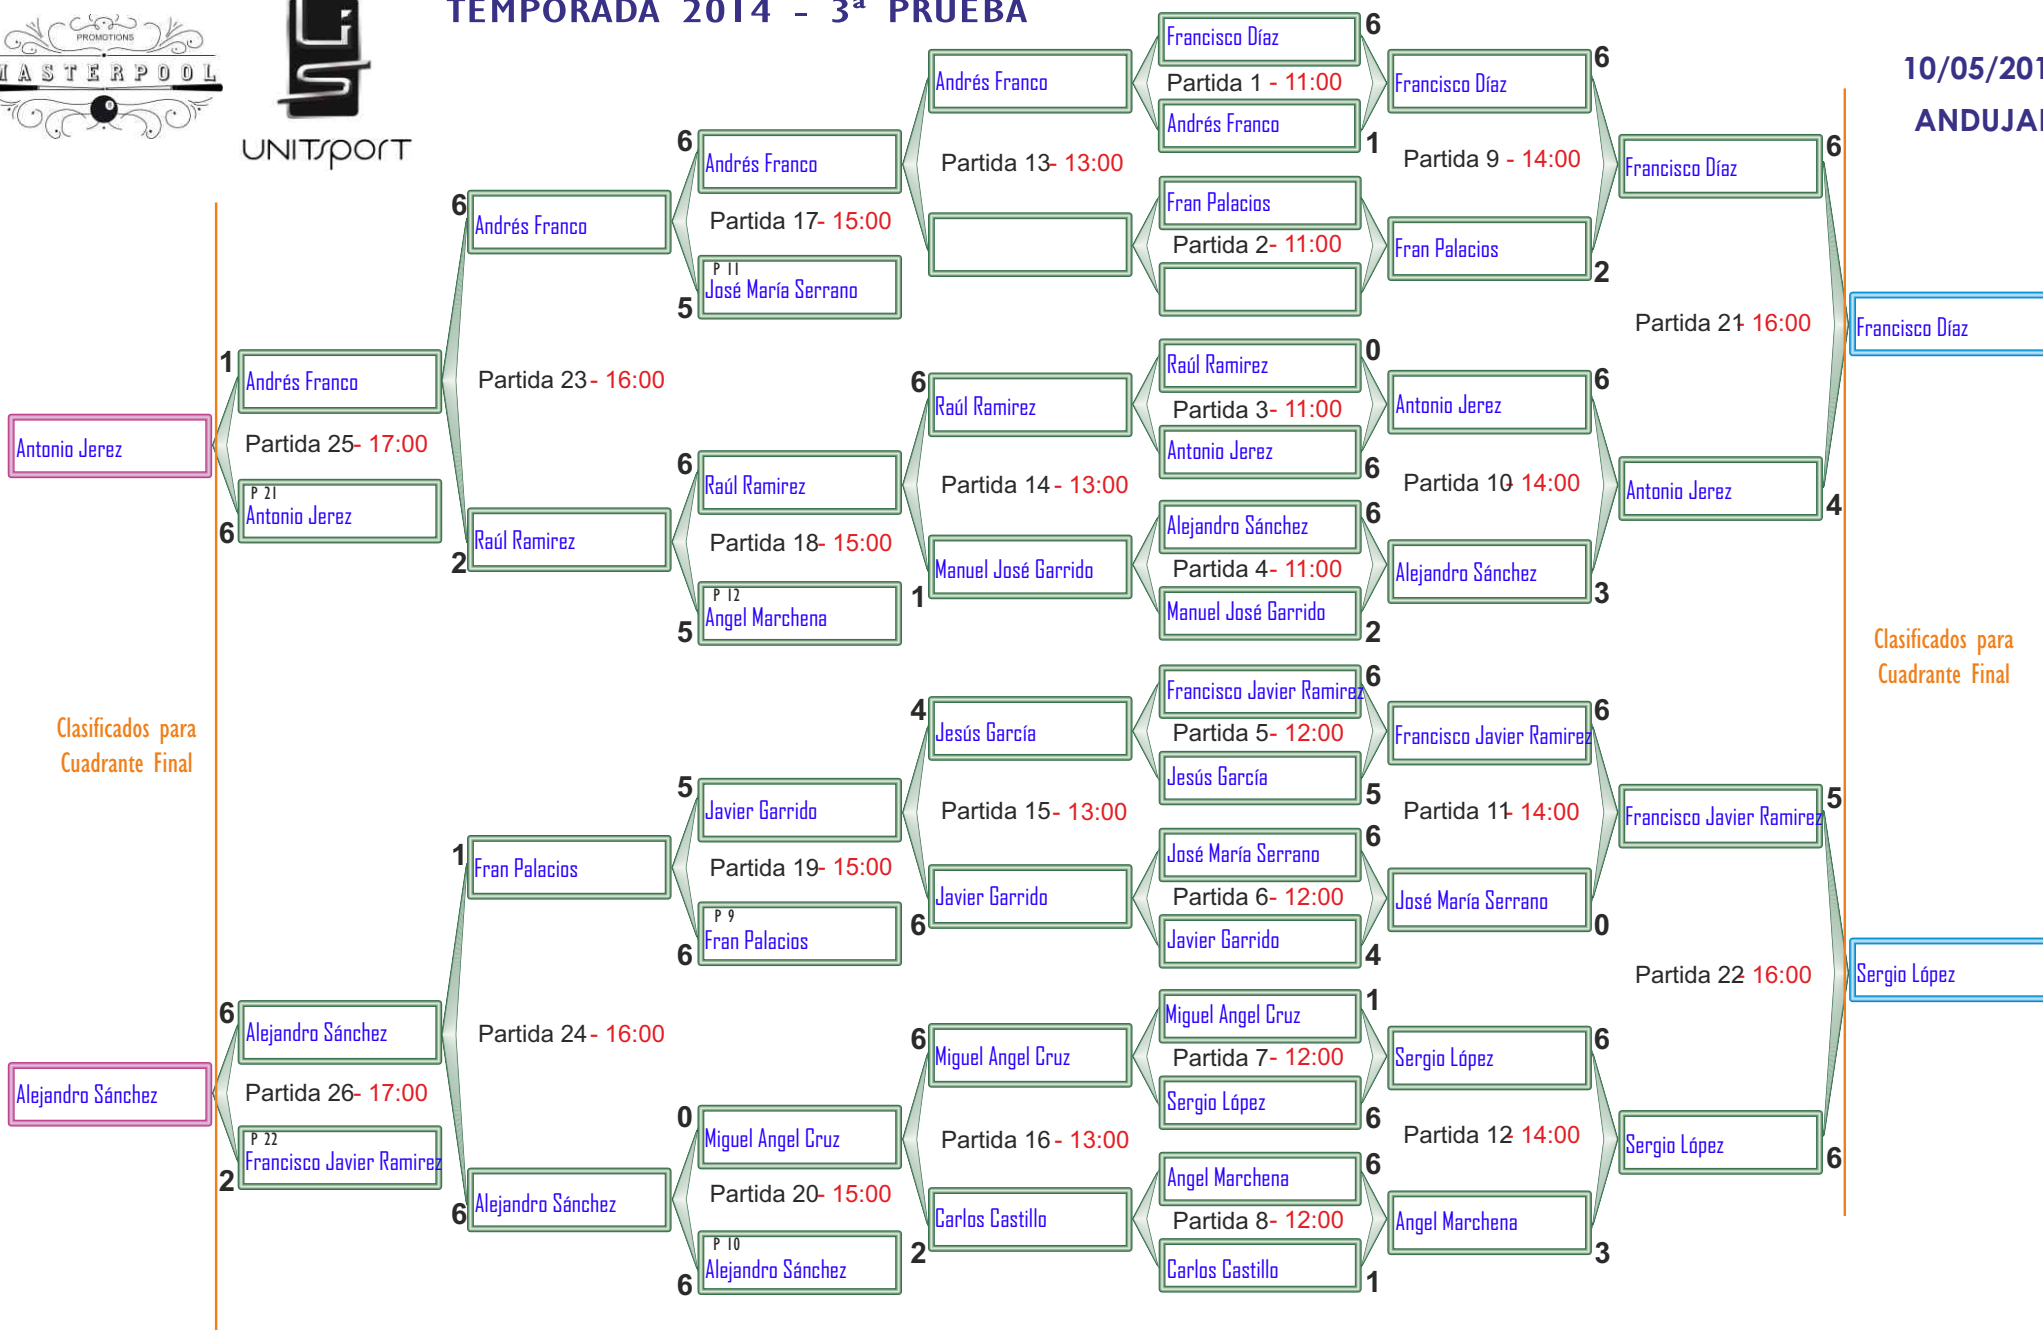 TEMPORADA 2014 - 3ª PRUEBA
PROMOTIONS
MASTERPOOL
UNITSPORT
10/05/201
ANDUJAR
Clasificados para
Cuadrante Final
Antonio Jerez
Alejandro Sánchez
1
Andrés Franco
Partida 25- 17:00
P 21
Antonio Jerez
6
6
Alejandro Sánchez
Partida 26- 17:00
P 22
Francisco Javier Ramirez
2
6
Andrés Franco
Partida 23- 16:00
Raúl Ramirez
2
1
Fran Palacios
Partida 24- 16:00
Alejandro Sánchez
6
6
Andrés Franco
Partida 17- 15:00
P 11
José María Serrano
5
6
Raúl Ramirez
Partida 18- 15:00
P 12
Angel Marchena
5
5
Javier Garrido
Partida 19- 15:00
P 9
Fran Palacios
6
0
Miguel Angel Cruz
Partida 20- 15:00
P 10
Alejandro Sánchez
6
Andrés Franco
Partida 13- 13:00
6
Raúl Ramirez
Partida 14- 13:00
Manuel José Garrido
1
4
Jesús García
Partida 15- 13:00
Javier Garrido
6
6
Miguel Angel Cruz
Partida 16- 13:00
Carlos Castillo
2
Francisco Díaz
6
Partida 1 - 11:00
Andrés Franco
1
Fran Palacios
Partida 2- 11:00
Raúl Ramirez
0
Partida 3- 11:00
Antonio Jerez
6
Alejandro Sánchez
6
Partida 4- 11:00
Manuel José Garrido
2
Francisco Javier Ramirez
6
Partida 5- 12:00
Jesús García
5
José María Serrano
6
Partida 6- 12:00
Javier Garrido
4
Miguel Angel Cruz
1
Partida 7- 12:00
Sergio López
6
Angel Marchena
6
Partida 8- 12:00
Carlos Castillo
1
Francisco Díaz
6
Partida 9 - 14:00
Fran Palacios
2
Antonio Jerez
6
Partida 10- 14:00
Alejandro Sánchez
3
Francisco Javier Ramirez
6
Partida 11- 14:00
José María Serrano
0
Sergio López
6
Partida 12- 14:00
Angel Marchena
3
Francisco Díaz
6
Partida 21- 16:00
Antonio Jerez
4
Francisco Javier Ramirez
5
Partida 22- 16:00
Sergio López
6
Francisco Díaz
Sergio López
Clasificados para
Cuadrante Final